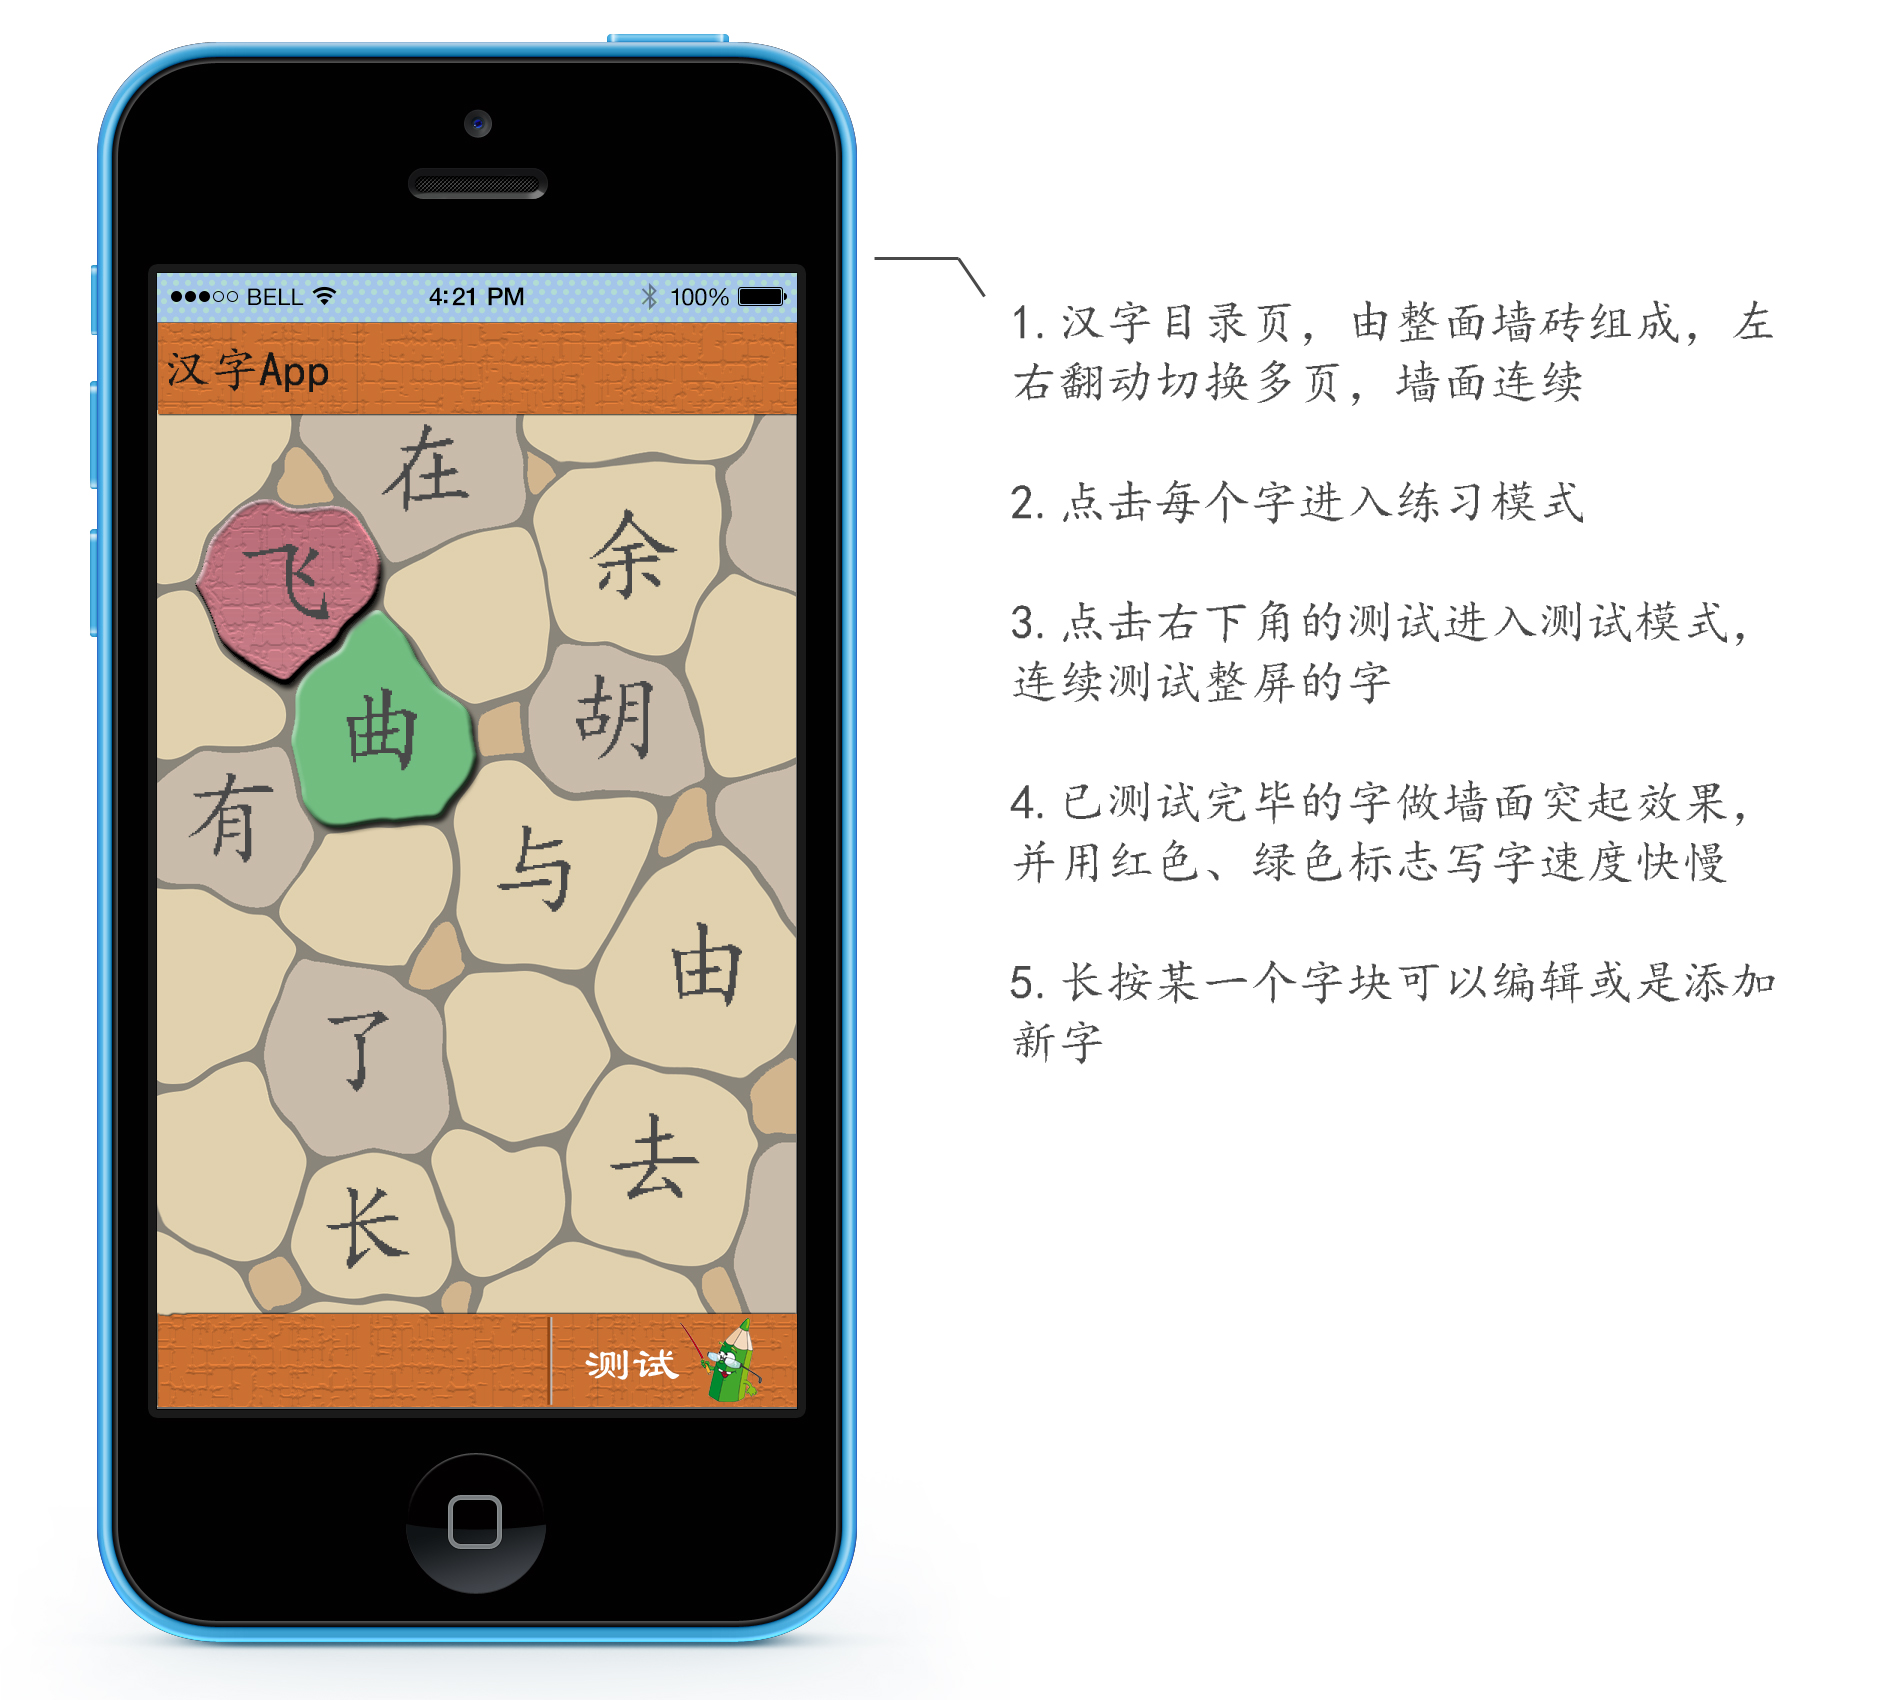 BELL 4:21 PM 100%
汉字App
在
余
飞
胡
曲
有
与
由
了
去
长
测试
1. 汉字目录页，由整面墙砖组成，左
右翻动切换多页，墙面连续
2. 点击每个字进入练习模式
3. 点击右下角的测试进入测试模式，
连续测试整屏的字
4. 已测试完毕的字做墙面突起效果，
并用红色、绿色标志写字速度快慢
5. 长按某一个字块可以编辑或是添加
新字